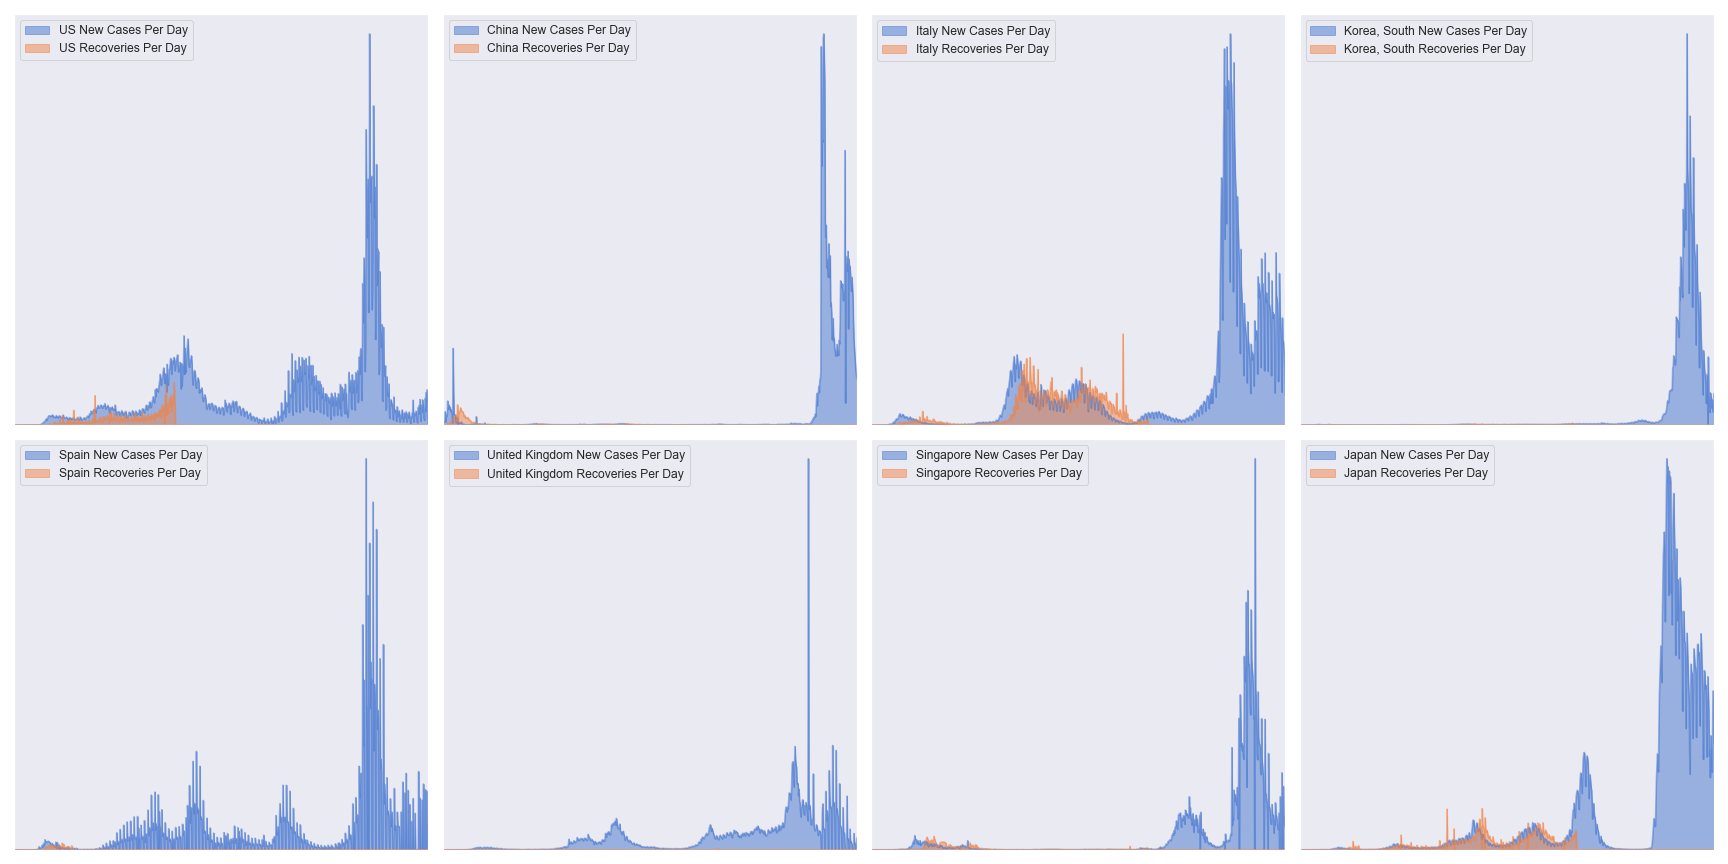 US New Cases Per Day
US Recoveries Per Day
China New Cases Per Day
China Recoveries Per Day
Italy New Cases Per Day
Italy Recoveries Per Day
Korea, South New Cases Per Day
Korea, South Recoveries Per Day
Spain New Cases Per Day
Spain Recoveries Per Day
United Kingdom New Cases Per Day
United Kingdom Recoveries Per Day
Singapore New Cases Per Day
Singapore Recoveries Per Day
Japan New Cases Per Day
Japan Recoveries Per Day